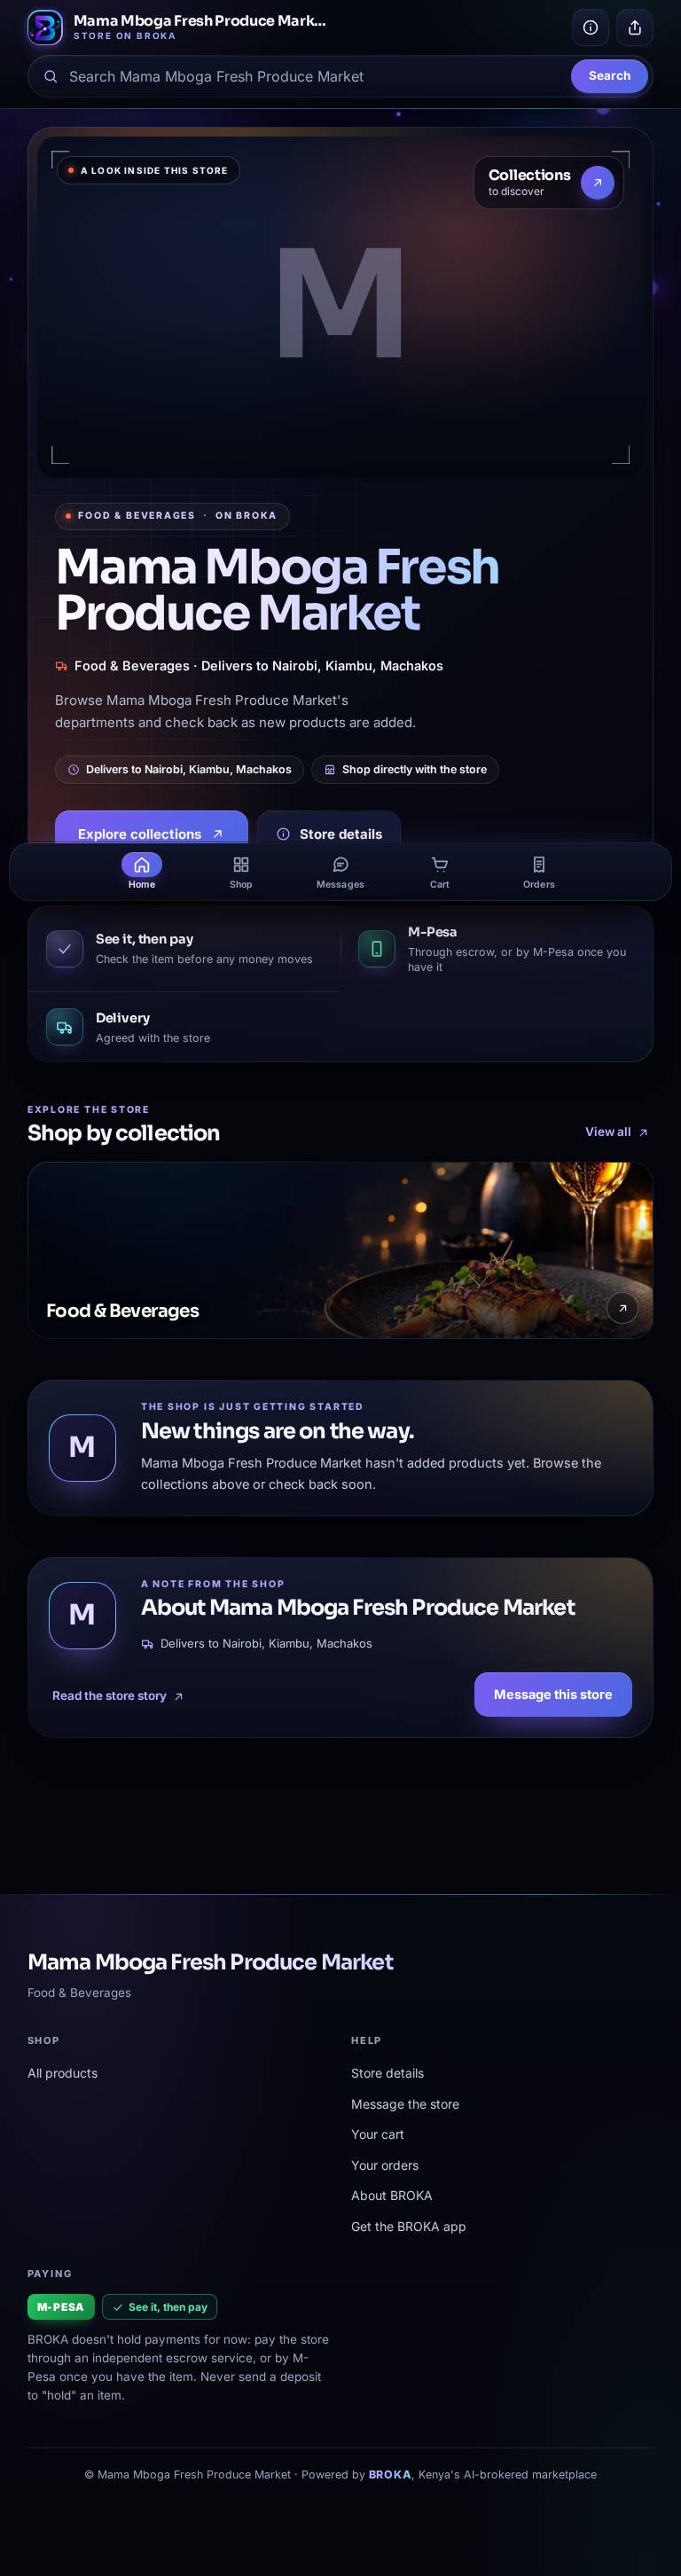 Mama Mboga Fresh Produce Mark...
STORE ON BROKA
Search Mama Mboga Fresh Produce Market
Search
A LOOK INSIDE THIS STORE
Collections
to discover
M
FOOD & BEVERAGES · ON BROKA
Mama Mboga Fresh
Produce Market
Food & Beverages · Delivers to Nairobi, Kiambu, Machakos
Browse Mama Mboga Fresh Produce Market's
departments and check back as new products are added.
Delivers to Nairobi, Kiambu, Machakos
Shop directly with the store
Explore collections
Store details
Home
Shop
Messages
Cart
Orders
See it, then pay
Check the item before any money moves
M-Pesa
Through escrow, or by M-Pesa once you
have it
Delivery
Agreed with the store
EXPLORE THE STORE
Shop by collection
View all
Food & Beverages
M
THE SHOP IS JUST GETTING STARTED
New things are on the way.
Mama Mboga Fresh Produce Market hasn't added products yet. Browse the
collections above or check back soon.
M
A NOTE FROM THE SHOP
About Mama Mboga Fresh Produce Market
Delivers to Nairobi, Kiambu, Machakos
Read the store story
Message this store
Mama Mboga Fresh Produce Market
Food & Beverages
SHOP
All products
HELP
Store details
Message the store
Your cart
Your orders
About BROKA
Get the BROKA app
PAYING
M-PESA
See it, then pay
BROKA doesn't hold payments for now: pay the store
through an independent escrow service, or by M-
Pesa once you have the item. Never send a deposit
to "hold" an item.
© Mama Mboga Fresh Produce Market · Powered by BROKA, Kenya's AI-brokered marketplace